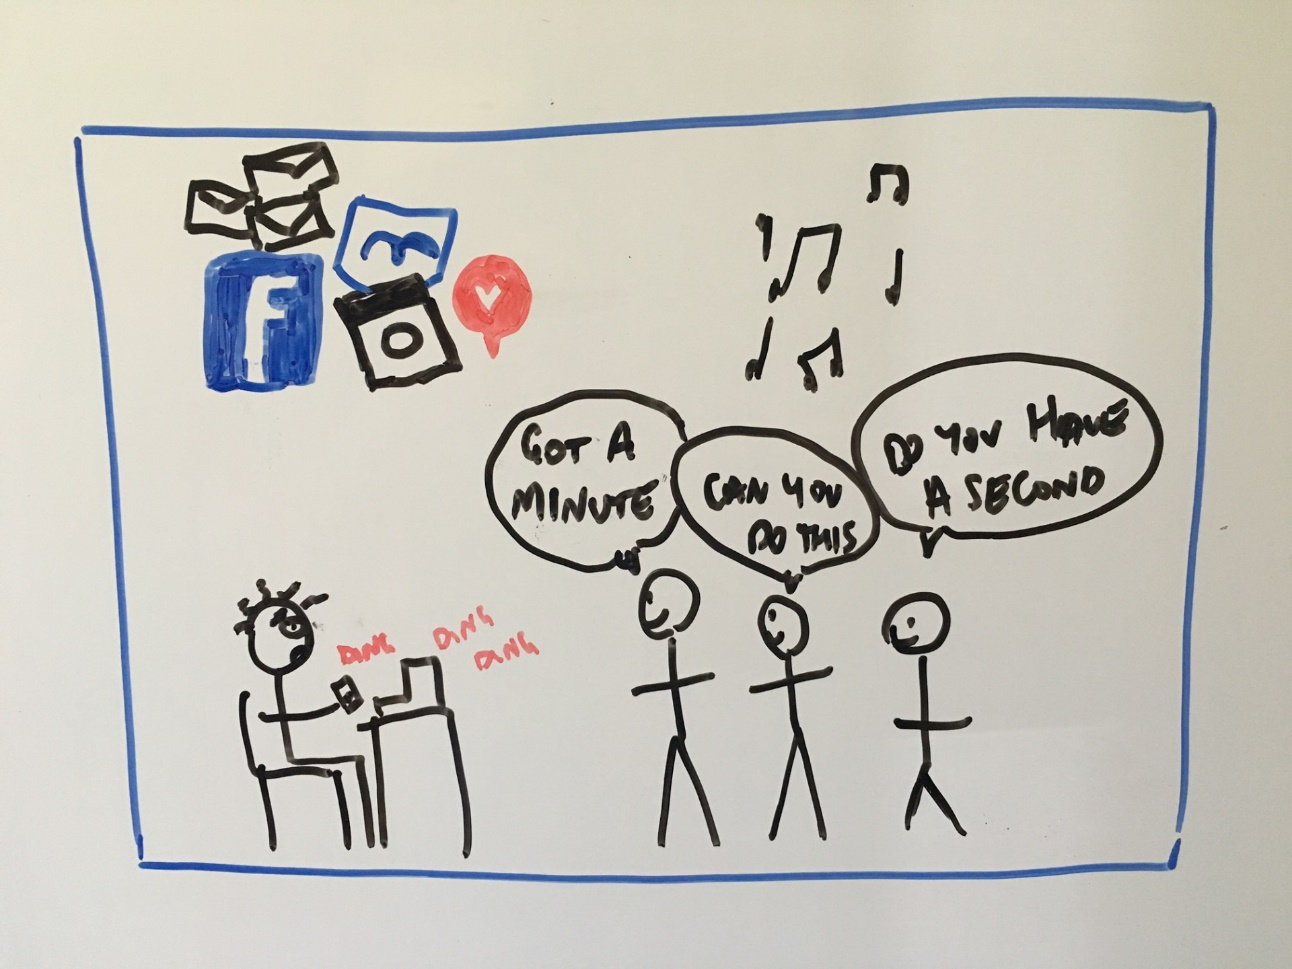 f
GOT A
MINUTE
CAN YOU
DO THIS
DO YOU HAVE
A SECOND
DING
DING
DING